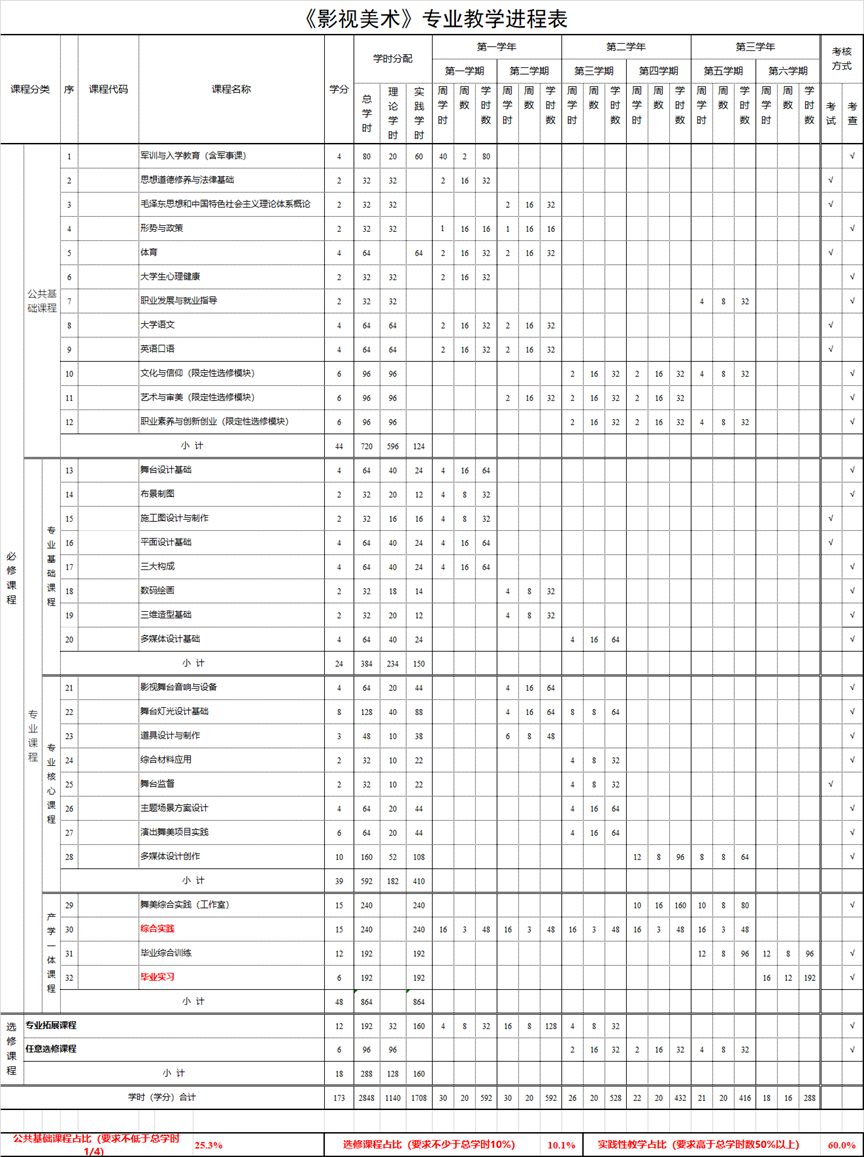 《影视美术》专业教学进程表
课程分类 序 课程代码 课程名称 学分 学时分配 第一学年 第二学年 第三学年 考核方式
第一学期 第二学期 第三学期 第四学期 第五学期 第六学期
总学时 理论学时 实践学时 周学时 周数 学时数 周学时 周数 学时数 周学时 周数 学时数 周学时 周数 学时数 周学时 周数 学时数 周学时 周数 学时数 考试 考查
必修课程
公共基础课程
1 军训与入学教育（含军事课） 4 80 20 60 40 2 80 √
2 思想道德修养与法律基础 2 32 32 2 16 32 √
3 毛泽东思想和中国特色社会主义理论体系概论 2 32 32 2 16 32 √
4 形势与政策 2 32 32 1 16 16 1 16 16 √
5 体育 4 64 64 2 16 32 2 16 32 √
6 大学生心理健康 2 32 32 2 16 32 √
7 职业发展与就业指导 2 32 32 4 8 32 √
8 大学语文 4 64 64 2 16 32 2 16 32 √
9 英语口语 4 64 64 2 16 32 2 16 32 √
10 文化与信仰（限定性选修模块） 6 96 96 2 16 32 2 16 32 4 8 32 √
11 艺术与审美（限定性选修模块） 6 96 96 2 16 32 2 16 32 2 16 32 √
12 职业素养与创新创业（限定性选修模块） 6 96 96 2 16 32 2 16 32 4 8 32 √
小 计 44 720 596 124
专业课程
专业基础课程
13 舞台设计基础 4 64 40 24 4 16 64 √
14 布景制图 2 32 20 12 4 8 32 √
15 施工图设计与制作 2 32 16 16 4 8 32 √
16 平面设计基础 4 64 40 24 4 16 64 √
17 三大构成 4 64 40 24 4 16 64 √
18 数码绘画 2 32 18 14 4 8 32 √
19 三维造型基础 2 32 20 12 4 8 32 √
20 多媒体设计基础 4 64 40 24 4 16 64 √
小 计 24 384 234 150
专业核心课程
21 影视舞台音响与设备 4 64 20 44 4 16 64 √
22 舞台灯光设计基础 8 128 40 88 4 16 64 8 8 64 √
23 道具设计与制作 3 48 10 38 6 8 48 √
24 综合材料应用 2 32 10 22 4 8 32 √
25 舞台监督 2 32 10 22 4 8 32 √
26 主题场景方案设计 4 64 20 44 4 16 64 √
27 演出舞美项目实践 6 64 20 44 4 16 64 √
28 多媒体设计创作 10 160 52 108 12 8 96 8 8 64 √
小 计 39 592 182 410
产学一体课程
29 舞美综合实践（工作室） 15 240 240 10 16 160 10 8 80 √
30 综合实践 15 240 240 16 3 48 16 3 48 16 3 48 16 3 48 16 3 48
31 毕业综合训练 12 192 192 12 8 96 12 8 96 √
32 毕业实习 6 192 192 16 12 192 √
小 计 48 864 864
选修课程
专业拓展课程 12 192 32 160 4 8 32 16 8 128 4 8 32 √
任意选修课程 6 96 96 2 16 32 2 16 32 4 8 32 √
小 计 18 288 128 160
学时（学分）合计 173 2848 1140 1708 30 20 592 30 20 592 26 20 528 22 20 432 21 20 416 18 16 288
公共基础课程占比（要求不低于总学时1/4） 25.3% 选修课程占比（要求不少于总学时10%） 10.1% 实践性教学占比（要求高于总学时数50%以上） 60.0%